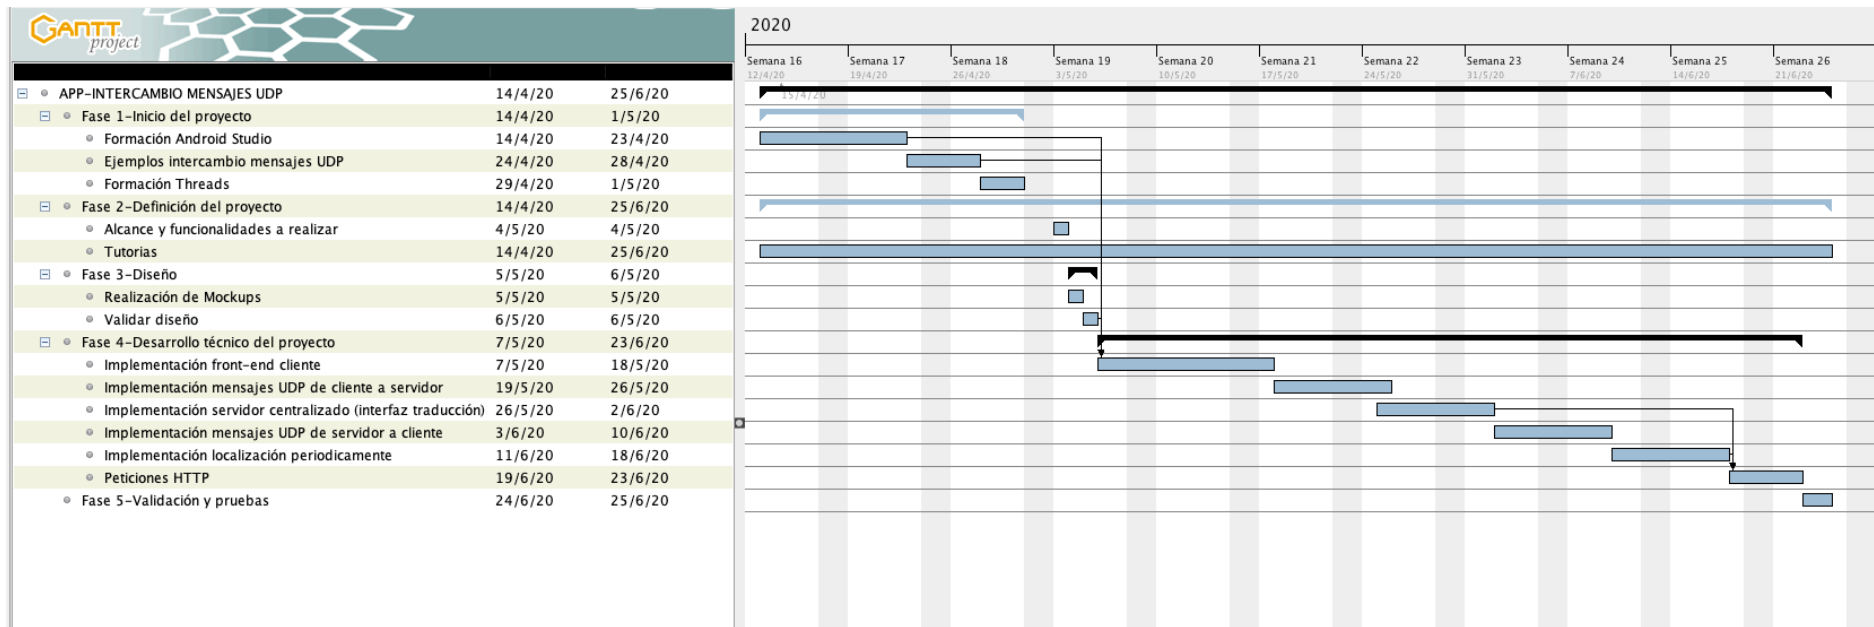 GANTT project
2020
Semana 16 Semana 17 Semana 18 Semana 19 Semana 20 Semana 21 Semana 22 Semana 23 Semana 24 Semana 25 Semana 26
12/4/20 19/4/20 26/4/20 3/5/20 10/5/20 17/5/20 24/5/20 31/5/20 7/6/20 14/6/20 21/6/20
APP-INTERCAMBIO MENSAJES UDP 14/4/20 25/6/20 15/4/20
Fase 1-Inicio del proyecto 14/4/20 1/5/20
Formación Android Studio 14/4/20 23/4/20
Ejemplos intercambio mensajes UDP 24/4/20 28/4/20
Formación Threads 29/4/20 1/5/20
Fase 2-Definición del proyecto 14/4/20 25/6/20
Alcance y funcionalidades a realizar 4/5/20 4/5/20
Tutorias 14/4/20 25/6/20
Fase 3-Diseño 5/5/20 6/5/20
Realización de Mockups 5/5/20 5/5/20
Validar diseño 6/5/20 6/5/20
Fase 4-Desarrollo técnico del proyecto 7/5/20 23/6/20
Implementación front-end cliente 7/5/20 18/5/20
Implementación mensajes UDP de cliente a servidor 19/5/20 26/5/20
Implementación servidor centralizado (interfaz traducción) 26/5/20 2/6/20
Implementación mensajes UDP de servidor a cliente 3/6/20 10/6/20
Implementación localización periodicamente 11/6/20 18/6/20
Peticiones HTTP 19/6/20 23/6/20
Fase 5-Validación y pruebas 24/6/20 25/6/20